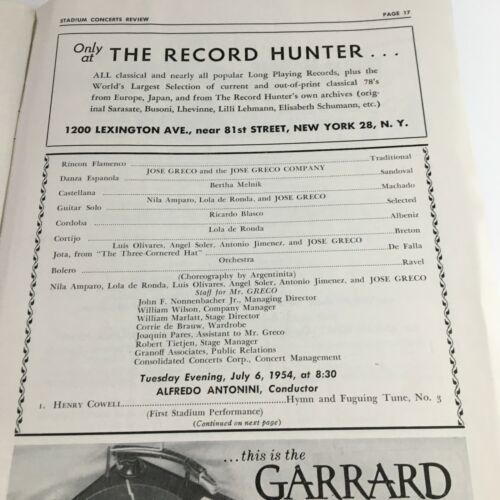 STADIUM CONCERTS REVIEW PAGE 17
Only at THE RECORD HUNTER . . .
ALL classical and nearly all popular Long Playing Records, plus the
World's Largest Selection of current and out-of-print classical 78's
from Europe, Japan, and from The Record Hunter's own archives (orig-
inal Sarasate, Busoni, Lhevinne, Lilli Lehmann, Elisabeth Schumann, etc.)
1200 LEXINGTON AVE., near 81st STREET, NEW YORK 28, N. Y.
Rincon Flamenco Traditional
JOSE GRECO and the JOSE GRECO COMPANY
Danza Espanola Sandoval
Bertha Melnik
Castellana Machado
Nila Amparo, Lola de Ronda, and JOSE GRECO
Guitar Solo Selected
Ricardo Blasco
Cordoba Albeniz
Lola de Ronda
Cortijo Breton
Luis Olivares, Angel Soler, Antonio Jimenez, and JOSE GRECO
Jota, from "The Three-Cornered Hat" De Falla
Orchestra
Bolero Ravel
(Choreography by Argentinita)
Nila Amparo, Lola de Ronda, Luis Olivares, Angel Soler, Antonio Jimenez, and JOSE GRECO
Staff for Mr. GRECO
John F. Nonnenbacher Jr., Managing Director
William Wilson, Company Manager
William Marlatt, Stage Director
Corrie de Brauw, Wardrobe
Joaquin Pares, Assistant to Mr. Greco
Robert Tietjen, Stage Manager
Granoff Associates, Public Relations
Consolidated Concerts Corp., Concert Management
Tuesday Evening, July 6, 1954, at 8:30
ALFREDO ANTONINI, Conductor
1. HENRY COWELL Hymn and Fuguing Tune, No. 3
(First Stadium Performance)
(Continued on next page)
...this is the
GARRARD